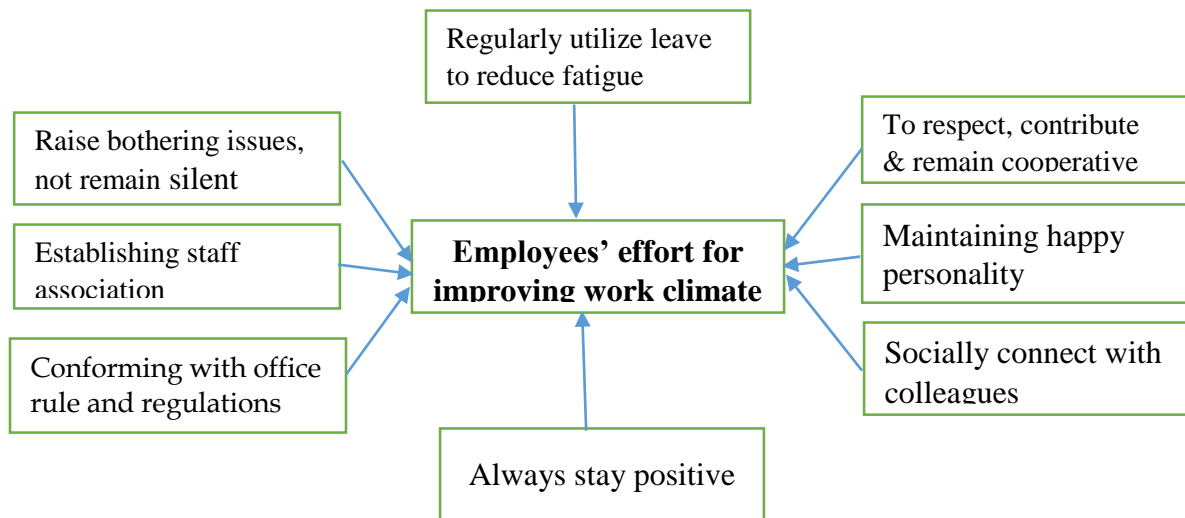 Regularly utilize leave
to reduce fatigue
Raise bothering issues,
not remain silent
To respect, contribute
& remain cooperative
Establishing staff
association
Employees’ effort for
improving work climate
Maintaining happy
personality
Conforming with office
rule and regulations
Socially connect with
colleagues
Always stay positive